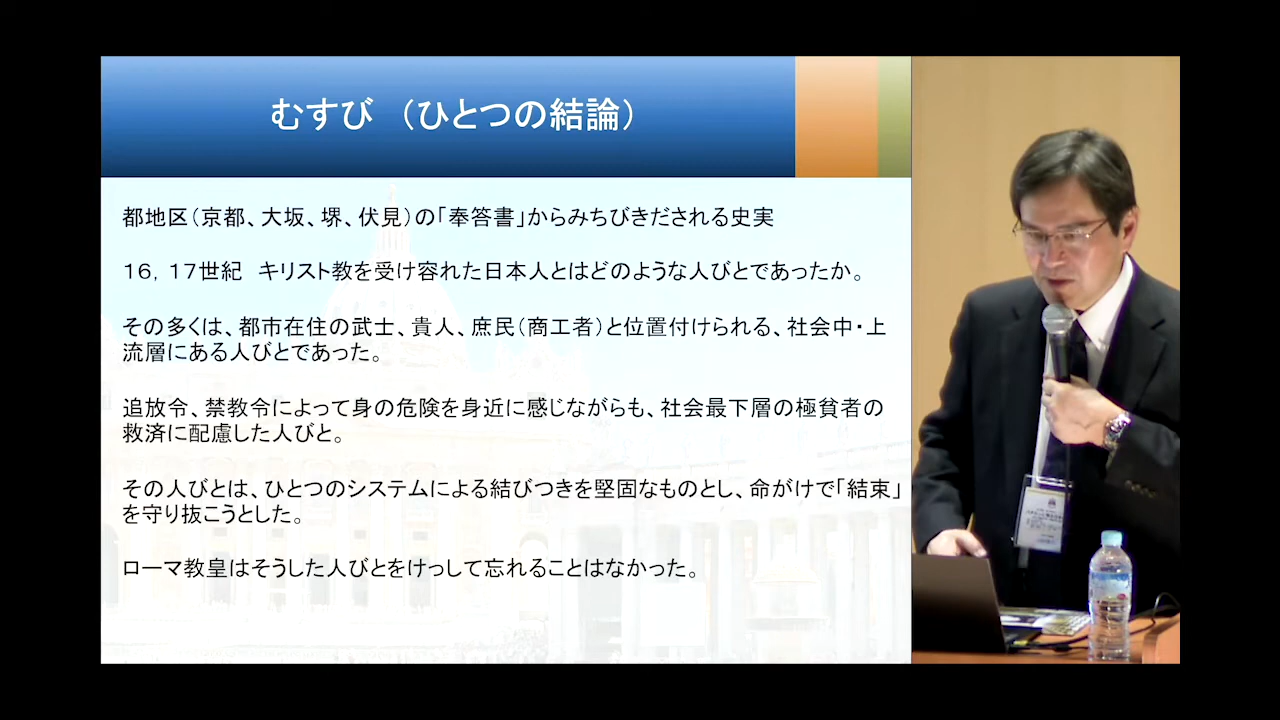 むすび （ひとつの結論）
都地区（京都、大坂、堺、伏見）の「奉答書」からみちびきだされる史実
１６，１７世紀　キリスト教を受け容れた日本人とはどのような人びとであったか。
その多くは、都市在住の武士、貴人、庶民（商工者）と位置付けられる、社会中・上
流層にある人びとであった。
追放令、禁教令によって身の危険を身近に感じながらも、社会最下層の極貧者の
救済に配慮した人びと。
その人びとは、ひとつのシステムによる結びつきを堅固なものとし、命がけで「結束」
を守り抜こうとした。
ローマ教皇はそうした人びとをけっして忘れることはなかった。